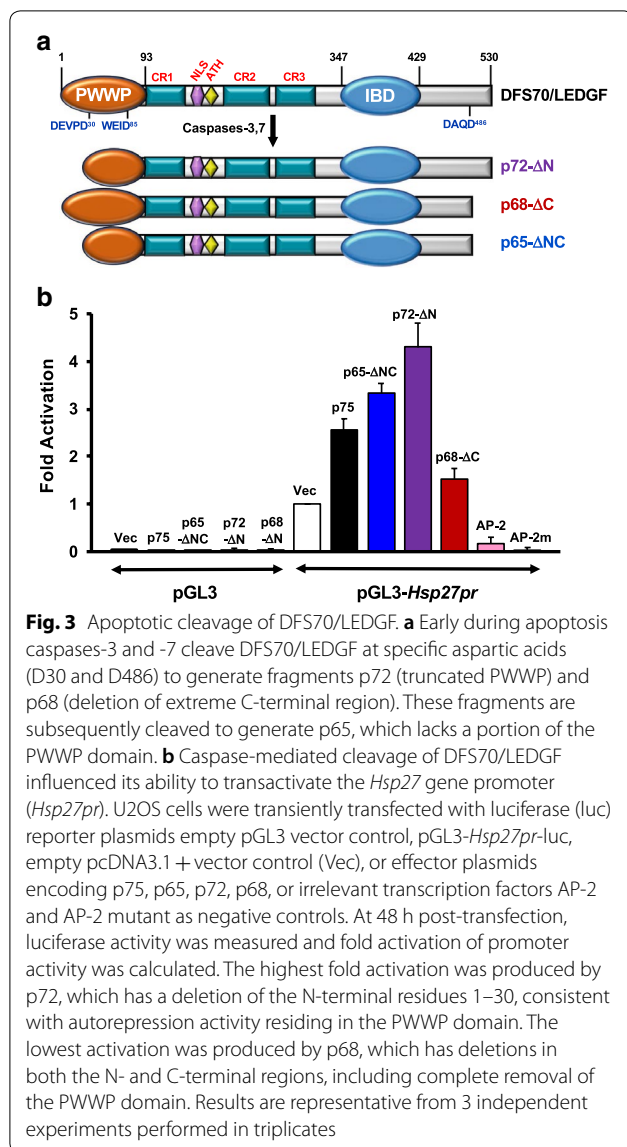 a
1 93 347 429 530
CR1 NLS ATH CR2 CR3
PWWP IBD DFS70/LEDGF
DEVPD30 WEID85 DAQD486
Caspases-3,7
p72-ΔN
p68-ΔC
p65-ΔNC
b
Fold Activation
5
4
3
2
1
0
Vec p75 p65-ΔNC p72-ΔN p68-ΔN
Vec p75 p65-ΔNC p72-ΔN p68-ΔC AP-2 AP-2m
pGL3 pGL3-Hsp27pr
Fig. 3 Apoptotic cleavage of DFS70/LEDGF. a Early during apoptosis
caspases-3 and -7 cleave DFS70/LEDGF at specific aspartic acids
(D30 and D486) to generate fragments p72 (truncated PWWP) and
p68 (deletion of extreme C-terminal region). These fragments are
subsequently cleaved to generate p65, which lacks a portion of the
PWWP domain. b Caspase-mediated cleavage of DFS70/LEDGF
influenced its ability to transactivate the Hsp27 gene promoter
(Hsp27pr). U2OS cells were transiently transfected with luciferase (luc)
reporter plasmids empty pGL3 vector control, pGL3-Hsp27pr-luc,
empty pcDNA3.1 + vector control (Vec), or effector plasmids
encoding p75, p65, p72, p68, or irrelevant transcription factors AP-2
and AP-2 mutant as negative controls. At 48 h post-transfection,
luciferase activity was measured and fold activation of promoter
activity was calculated. The highest fold activation was produced by
p72, which has a deletion of the N-terminal residues 1–30, consistent
with autorepression activity residing in the PWWP domain. The
lowest activation was produced by p68, which has deletions in
both the N- and C-terminal regions, including complete removal of
the PWWP domain. Results are representative from 3 independent
experiments performed in triplicates